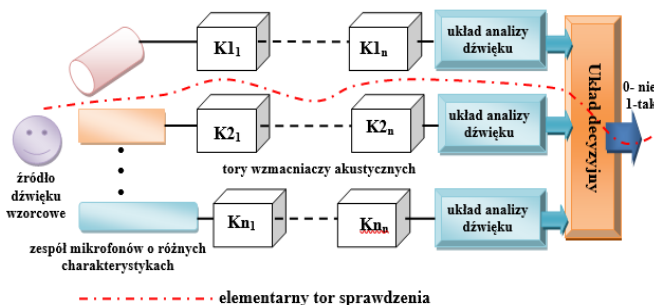 K1₁
K1ₙ
układ analizy
dźwięku
K2₁
K2ₙ
układ analizy
dźwięku
Układ decyzyjny
0- nie
1-tak
źródło
dźwięku
wzorcowe
tory wzmacniaczy akustycznych
Kn₁
Knₙ
układ analizy
dźwięku
zespół mikrofonów o różnych
charakterystykach
elementarny tor sprawdzenia